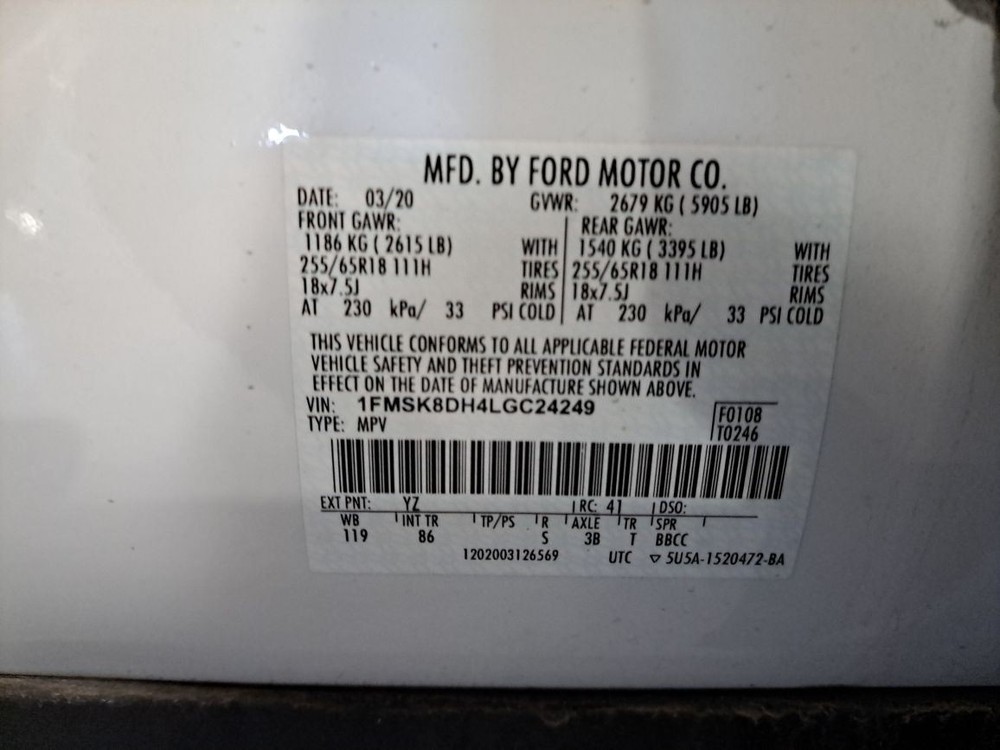 MFD. BY FORD MOTOR CO.
DATE: 03/20 GVWR: 2679 KG ( 5905 LB)
FRONT GAWR: REAR GAWR:
1186 KG ( 2615 LB) WITH 1540 KG ( 3395 LB) WITH
255/65R18 111H TIRES 255/65R18 111H TIRES
18x7.5J RIMS 18x7.5J RIMS
AT 230 kPa/ 33 PSI COLD AT 230 kPa/ 33 PSI COLD
THIS VEHICLE CONFORMS TO ALL APPLICABLE FEDERAL MOTOR
VEHICLE SAFETY AND THEFT PREVENTION STANDARDS IN
EFFECT ON THE DATE OF MANUFACTURE SHOWN ABOVE.
VIN: 1FMSK8DH4LGC24249 F0108
TYPE: MPV T0246
EXT PNT: YZ RC: 41 DSO:
WB INT TR TP/PS R AXLE TR SPR
119 86 S 3B T BBCC
1202003126569 UTC ▽ 5U5A-1520472-BA